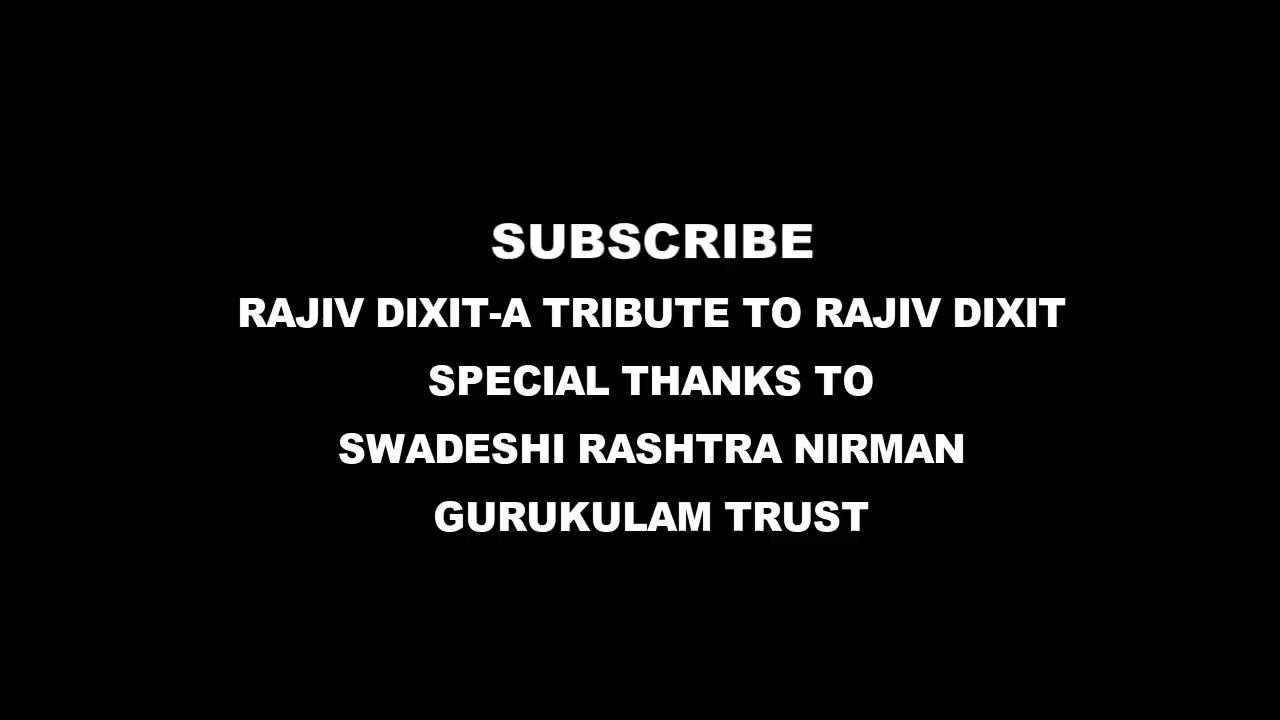 SUBSCRIBE
RAJIV DIXIT-A TRIBUTE TO RAJIV DIXIT
SPECIAL THANKS TO
SWADESHI RASHTRA NIRMAN
GURUKULAM TRUST